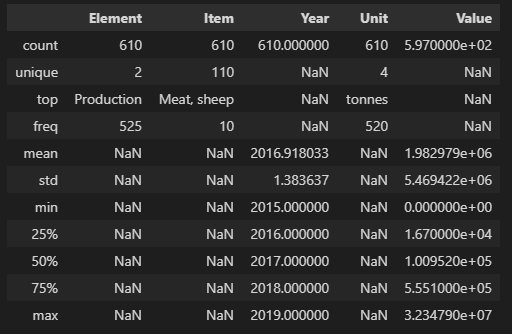 Element Item Year Unit Value
count 610 610 610.000000 610 5.970000e+02
unique 2 110 NaN 4 NaN
top Production Meat, sheep NaN tonnes NaN
freq 525 10 NaN 520 NaN
mean NaN NaN 2016.918033 NaN 1.982979e+06
std NaN NaN 1.383637 NaN 5.469422e+06
min NaN NaN 2015.000000 NaN 0.000000e+00
25% NaN NaN 2016.000000 NaN 1.670000e+04
50% NaN NaN 2017.000000 NaN 1.009520e+05
75% NaN NaN 2018.000000 NaN 5.551000e+05
max NaN NaN 2019.000000 NaN 3.234790e+07